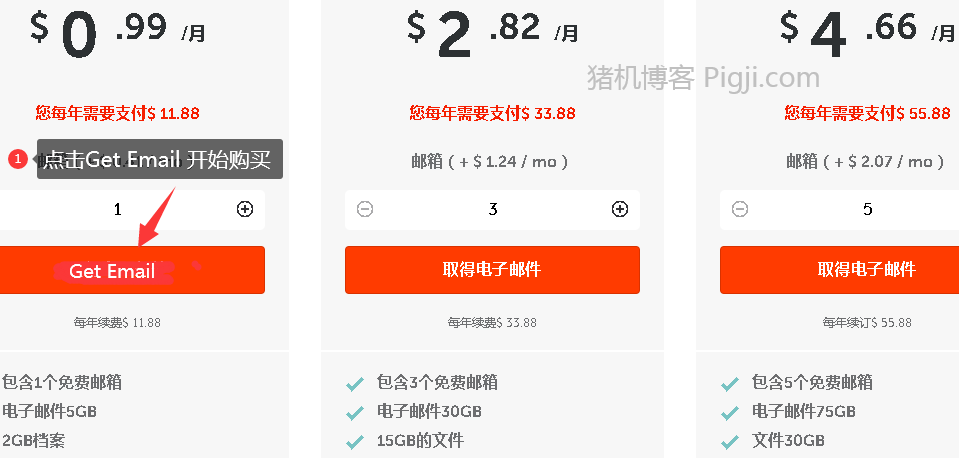 $ 0 .99 /月
您每年需要支付$ 11.88
1 点击Get Email 开始购买
1
Get Email
每年续费$ 11.88
包含1个免费邮箱
电子邮件5GB
2GB档案
$ 2 .82 /月
您每年需要支付$ 33.88
邮箱 ( + $ 1.24 / mo )
3
取得电子邮件
每年续费$ 33.88
包含3个免费邮箱
电子邮件30GB
15GB的文件
$ 4 .66 /月
猪机博客 Pigji.com
您每年需要支付$ 55.88
邮箱 ( + $ 2.07 / mo )
5
取得电子邮件
每年续订$ 55.88
包含5个免费邮箱
电子邮件75GB
文件30GB